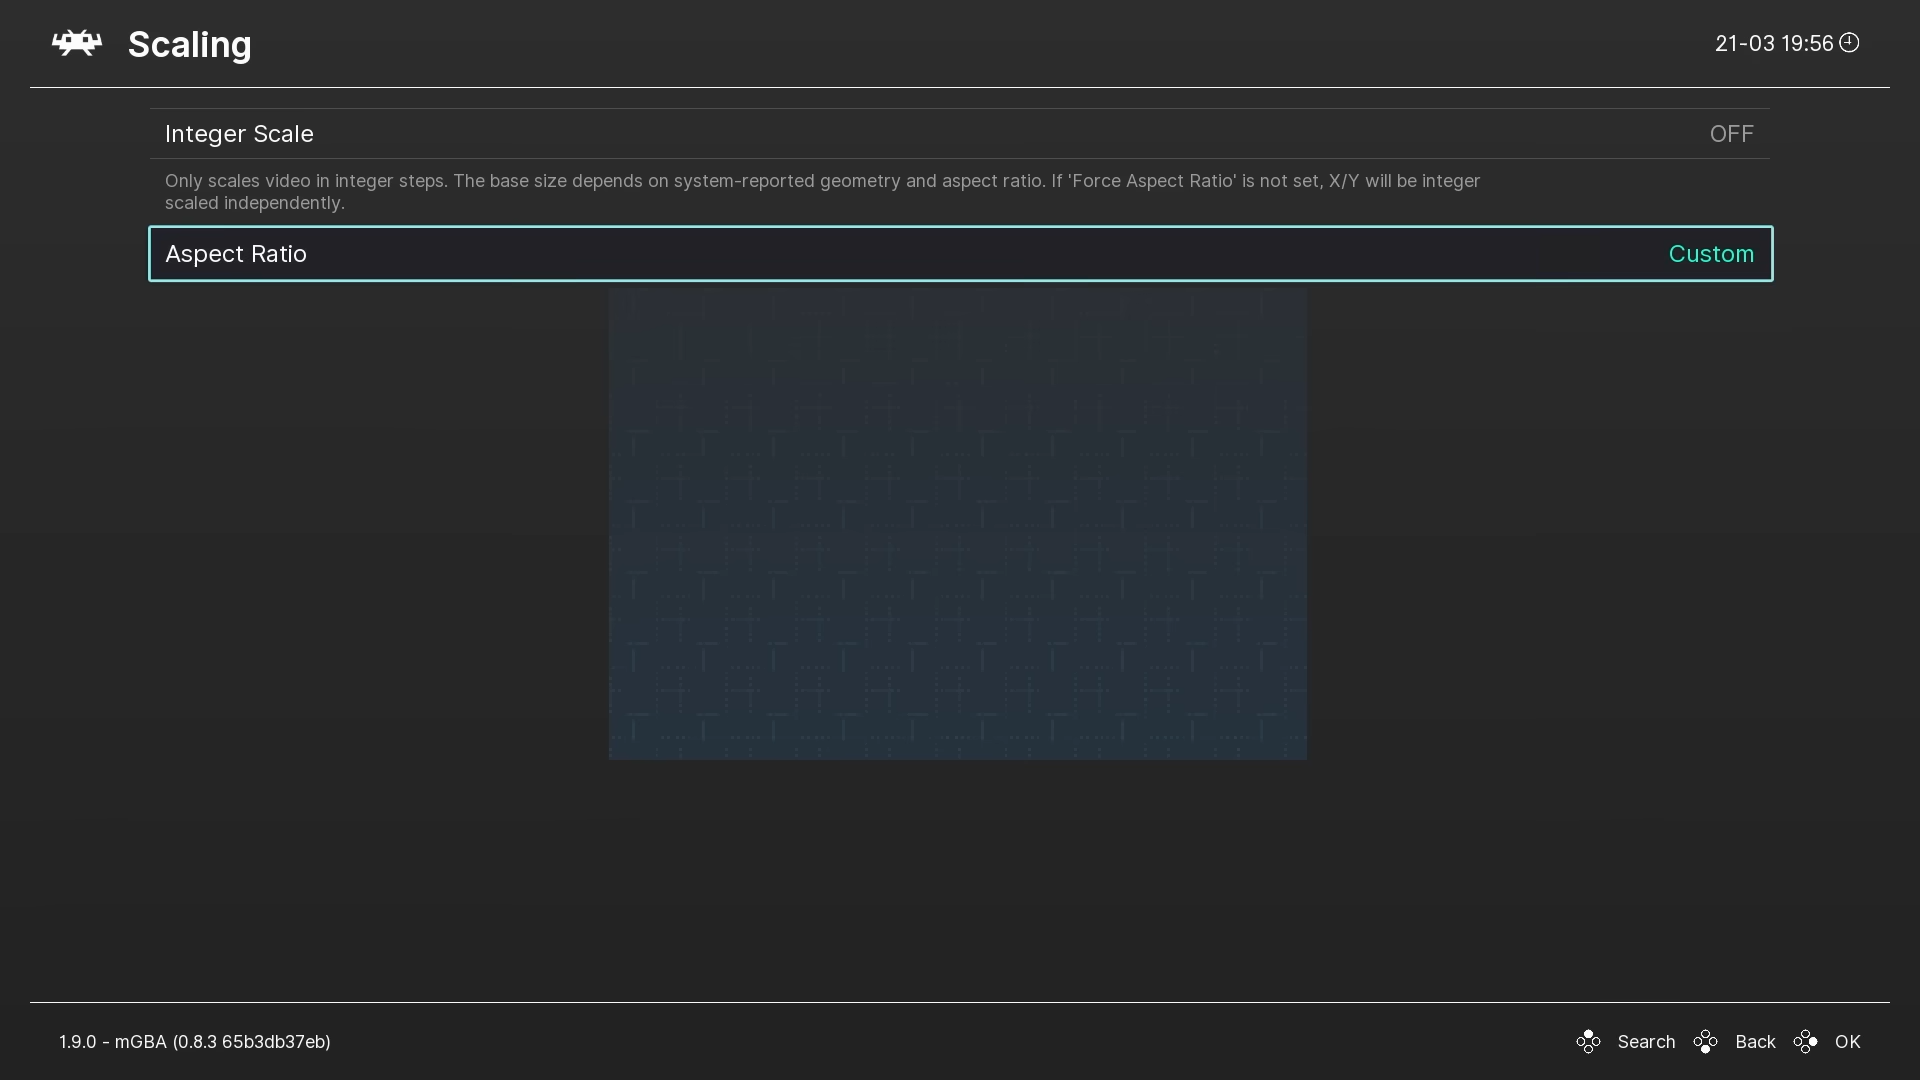 Scaling
21-03 19:56
Integer Scale
OFF
Only scales video in integer steps. The base size depends on system-reported geometry and aspect ratio. If 'Force Aspect Ratio' is not set, X/Y will be integer
scaled independently.
Aspect Ratio
Custom
1.9.0 - mGBA (0.8.3 65b3db37eb)
Search
Back
OK